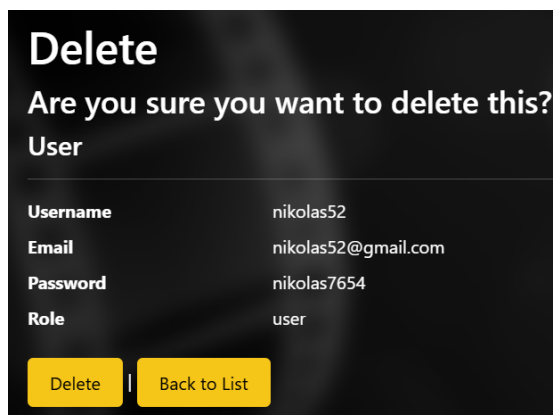 Delete
Are you sure you want to delete this?
User
Username nikolas52
Email nikolas52@gmail.com
Password nikolas7654
Role user
Delete | Back to List